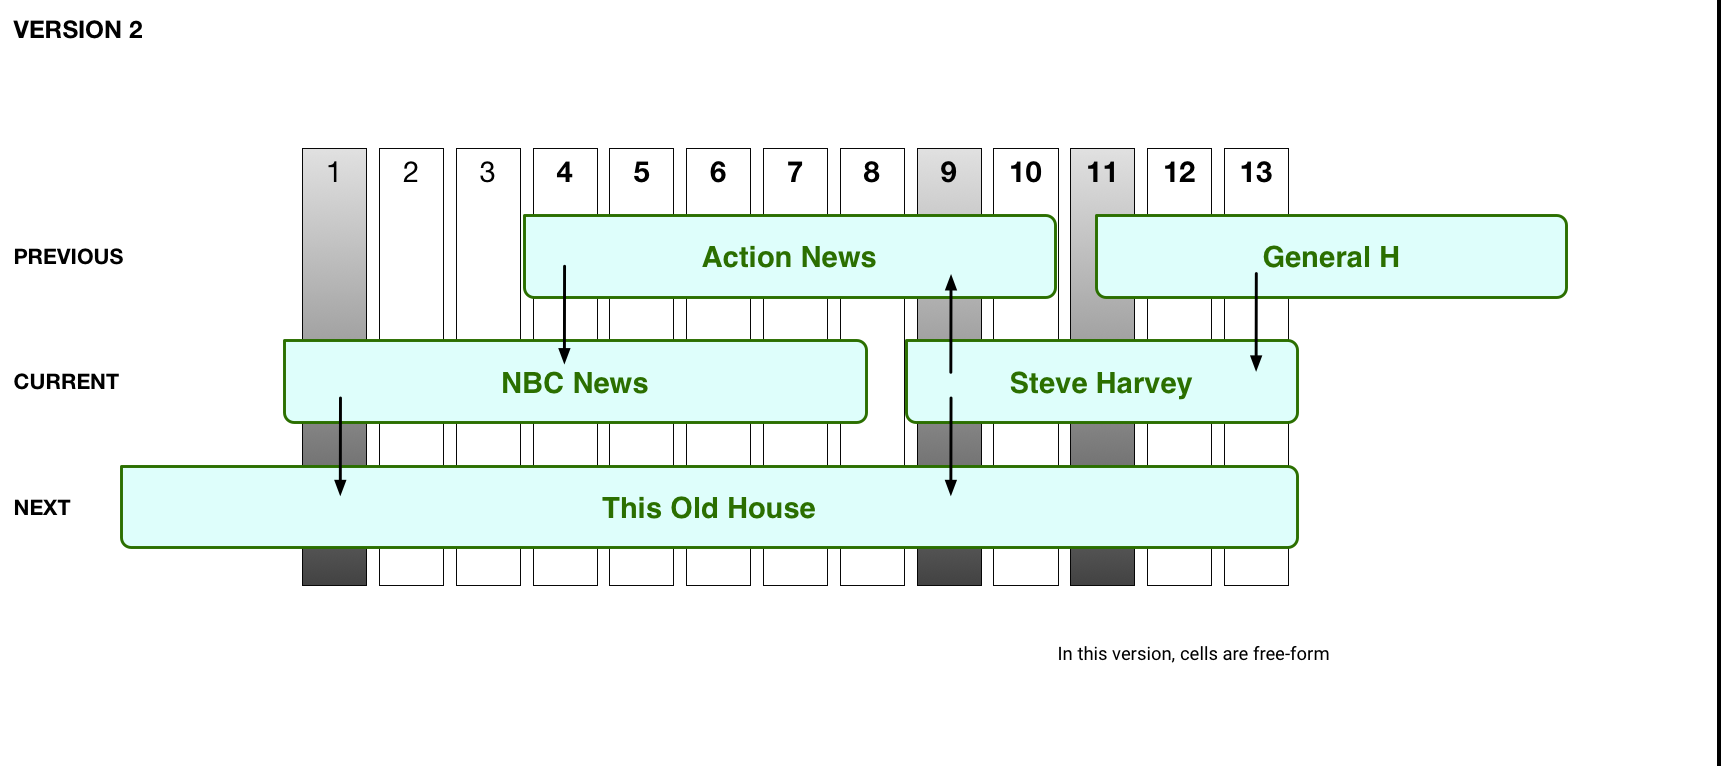 VERSION 2
1 2 3 4 5 6 7 8 9 10 11 12 13
PREVIOUS Action News General H
CURRENT NBC News Steve Harvey
NEXT This Old House
In this version, cells are free-form